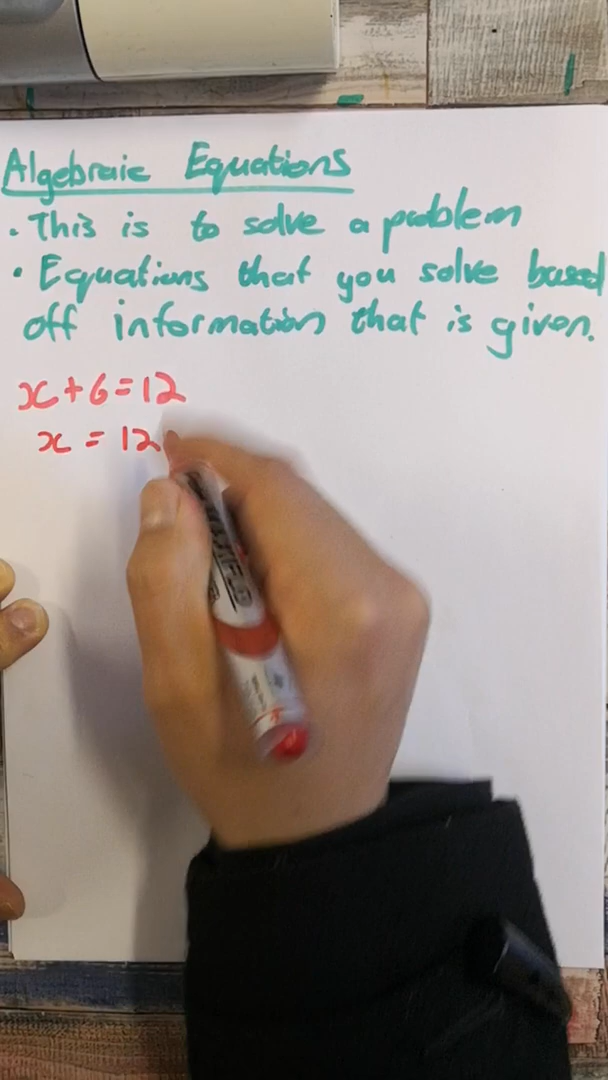 Algebraic Equations
• This is to solve a problem
• Equations that you solve based
off information that is given.
x+6=12
x = 12